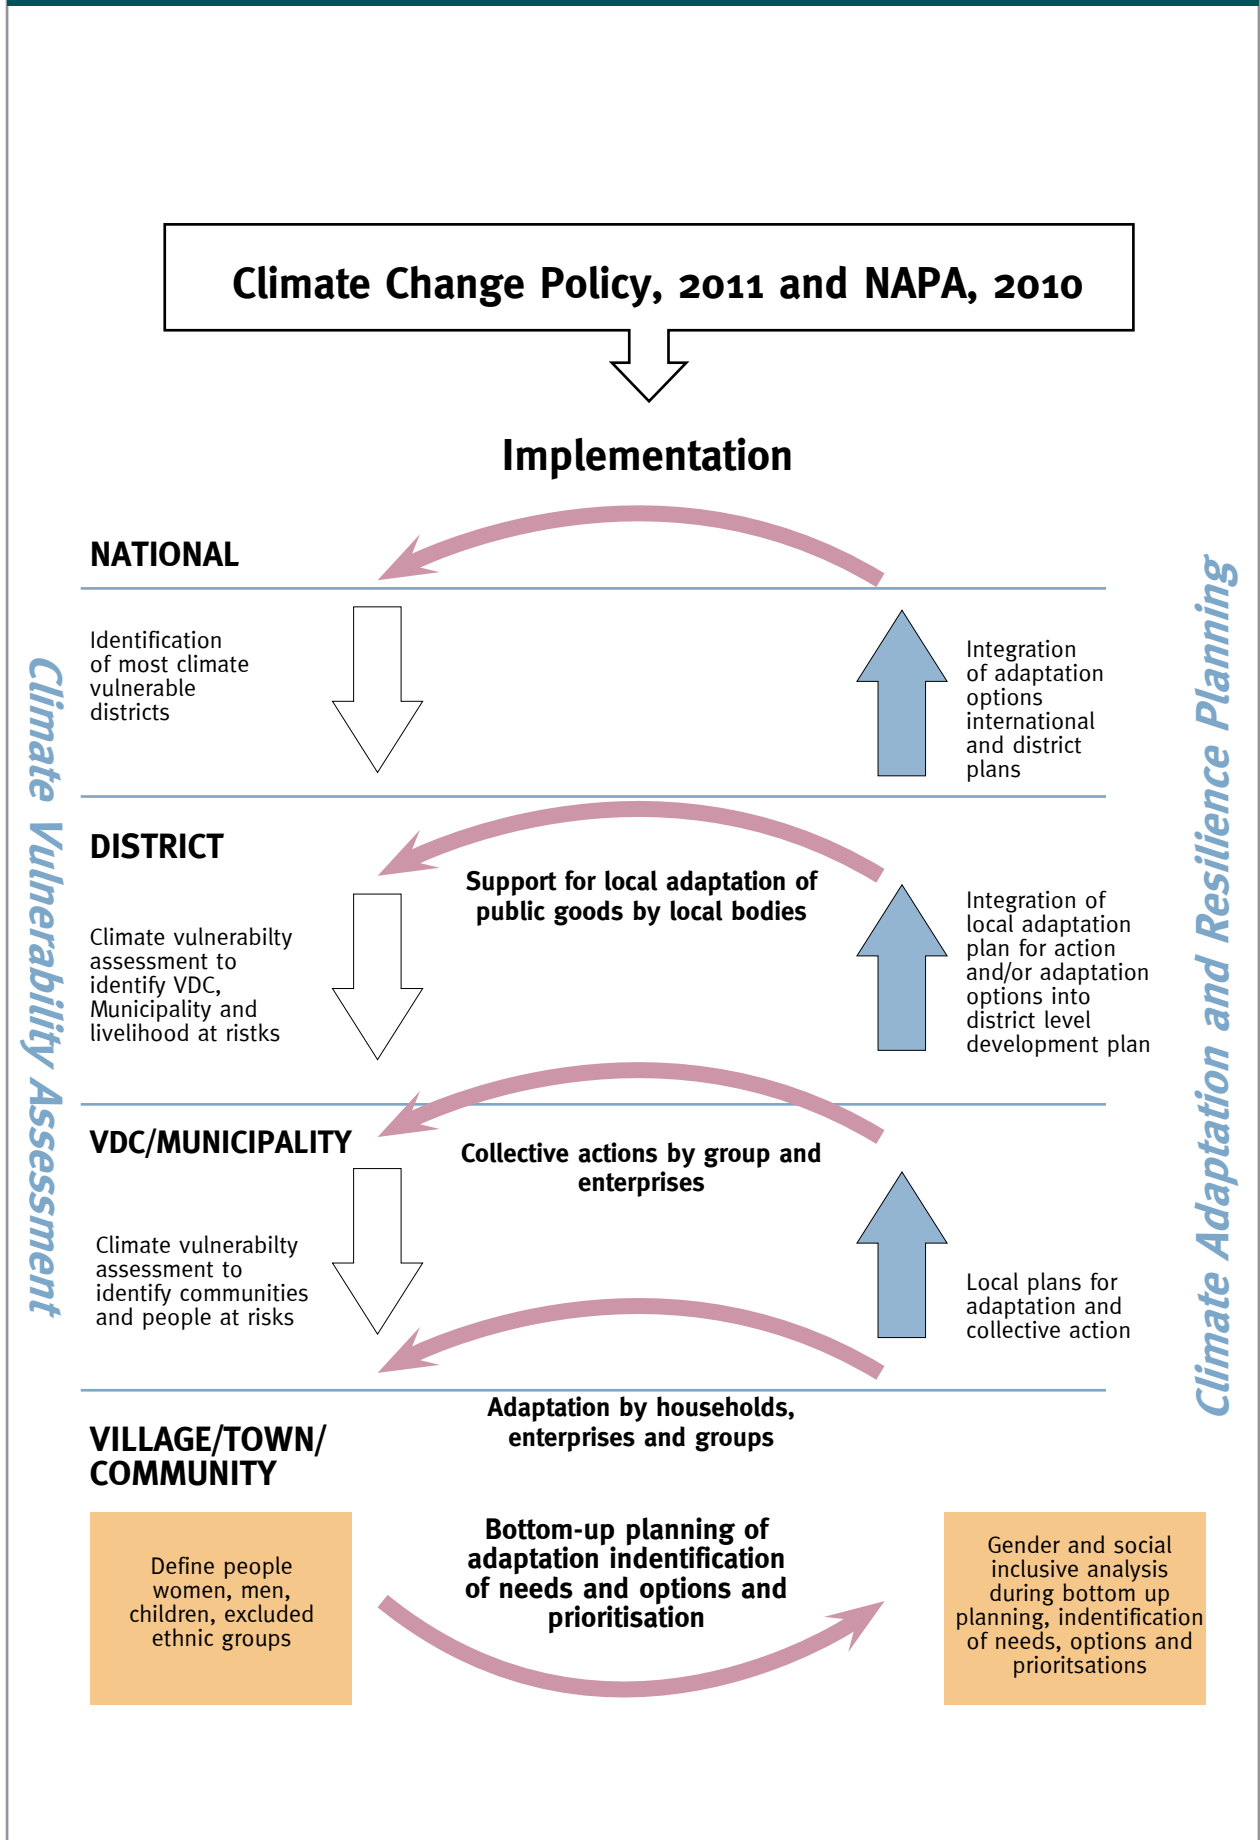 Climate Change Policy, 2011 and NAPA, 2010
Implementation
NATIONAL
Identification
of most climate
vulnerable
districts
Integration
of adaptation
options
international
and district
plans
DISTRICT
Support for local adaptation of
public goods by local bodies
Climate vulnerabilty
assessment to
identify VDC,
Municipality and
livelihood at ristks
Integration of
local adaptation
plan for action
and/or adaptation
options into
district level
development plan
VDC/MUNICIPALITY
Collective actions by group and
enterprises
Climate vulnerabilty
assessment to
identify communities
and people at risks
Local plans for
adaptation and
collective action
Adaptation by households,
enterprises and groups
VILLAGE/TOWN/
COMMUNITY
Define people
women, men,
children, excluded
ethnic groups
Bottom-up planning of
adaptation indentification
of needs and options and
prioritisation
Gender and social
inclusive analysis
during bottom up
planning, indentification
of needs, options and
prioritsations
Climate Vulnerability Assessment
Climate Adaptation and Resilience Planning